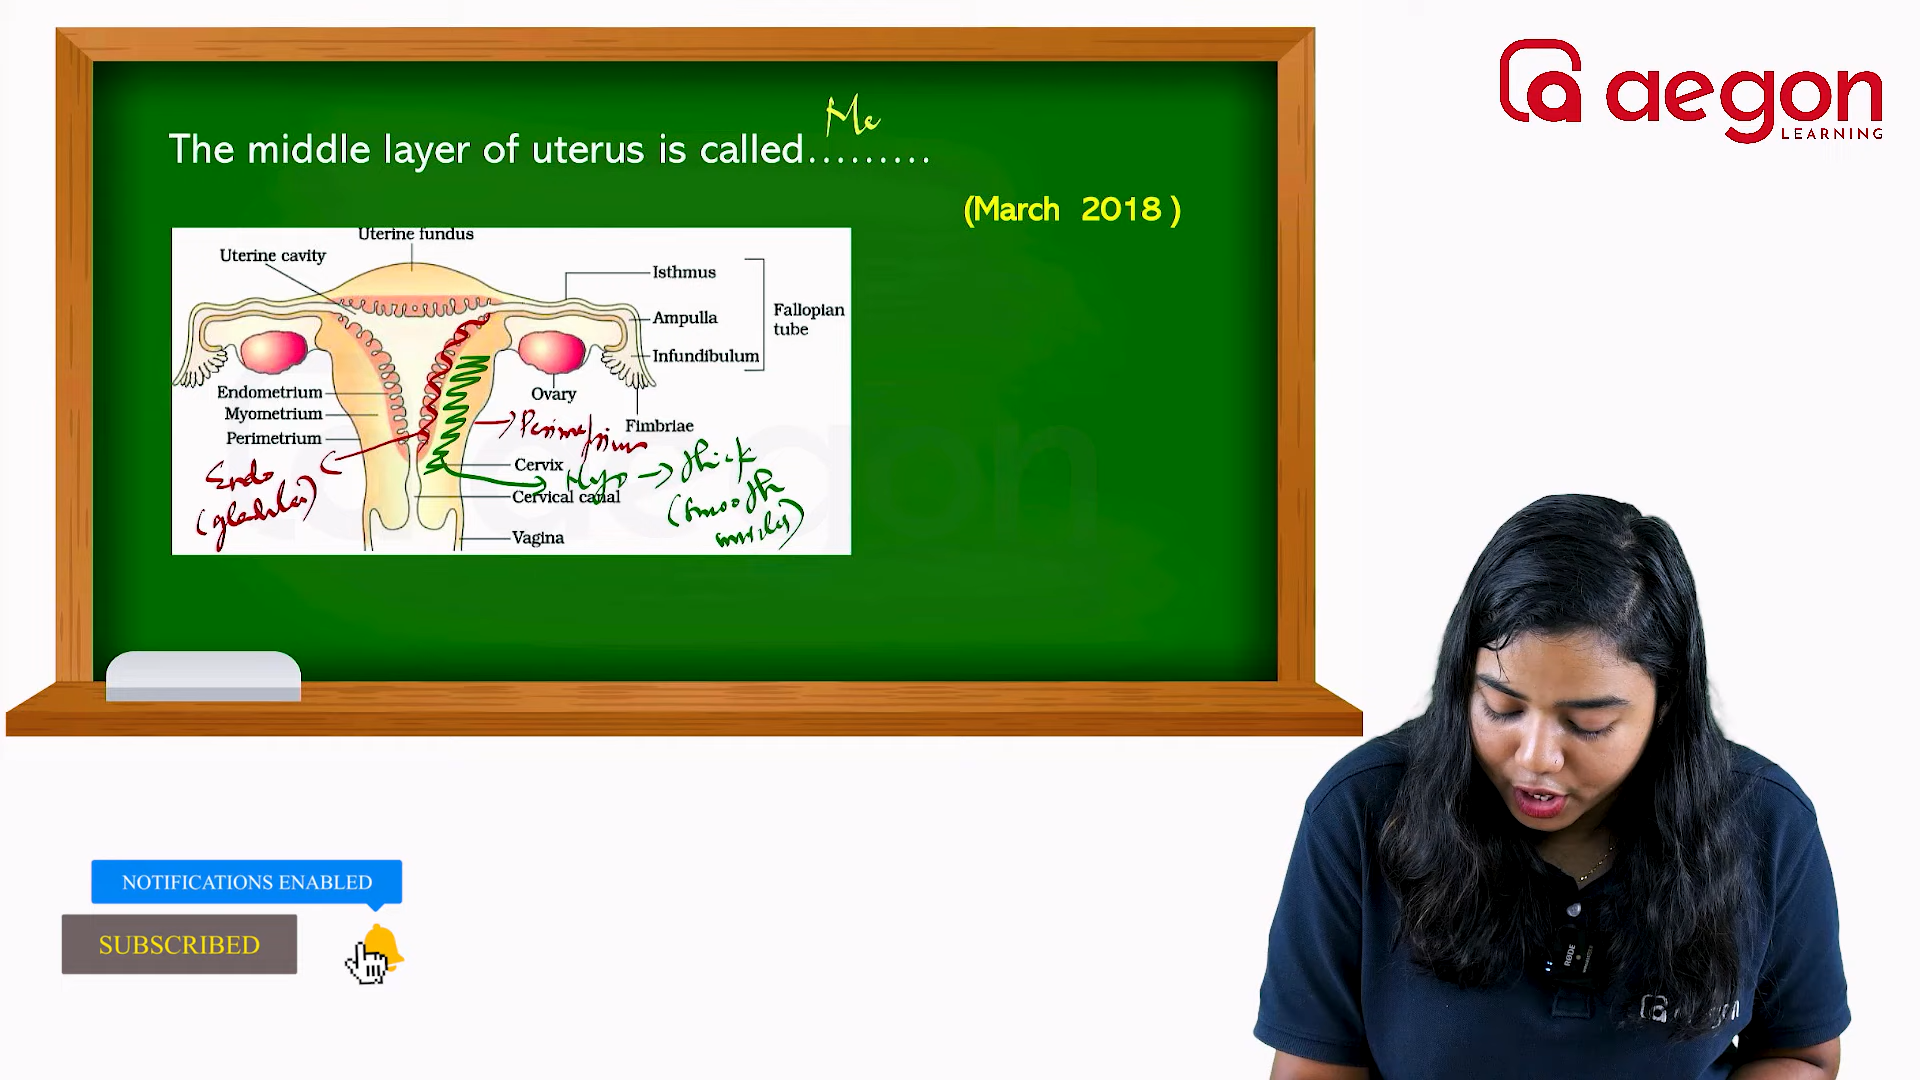 aegon
LEARNING
Me
The middle layer of uterus is called.........
(March 2018)
Uterine fundus
Uterine cavity
Isthmus
Ampulla
Fallopian
tube
Infundibulum
Endometrium
Myometrium
Perimetrium
Ovary
Fimbriae
Perimetrium
Cervix
Cervical canal
Vagina
Endo
Myo → thick
(smooth
NOTIFICATIONS ENABLED
SUBSCRIBED
RØDE
aegon